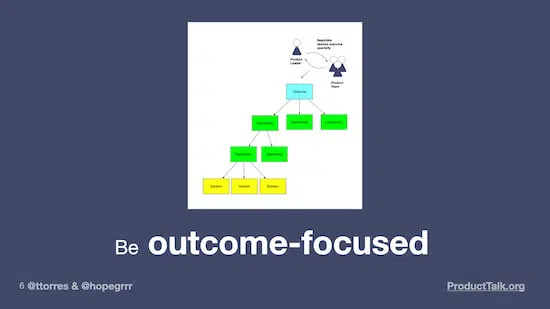 Negotiate
desired outcome
quarterly
Product
Leader
Product
Team
Outcome
Opportunity
Opportunity
Opportunity
Opportunity
Opportunity
Solution
Solution
Solution
Be outcome-focused
6 @ttorres & @hopegrrr
ProductTalk.org